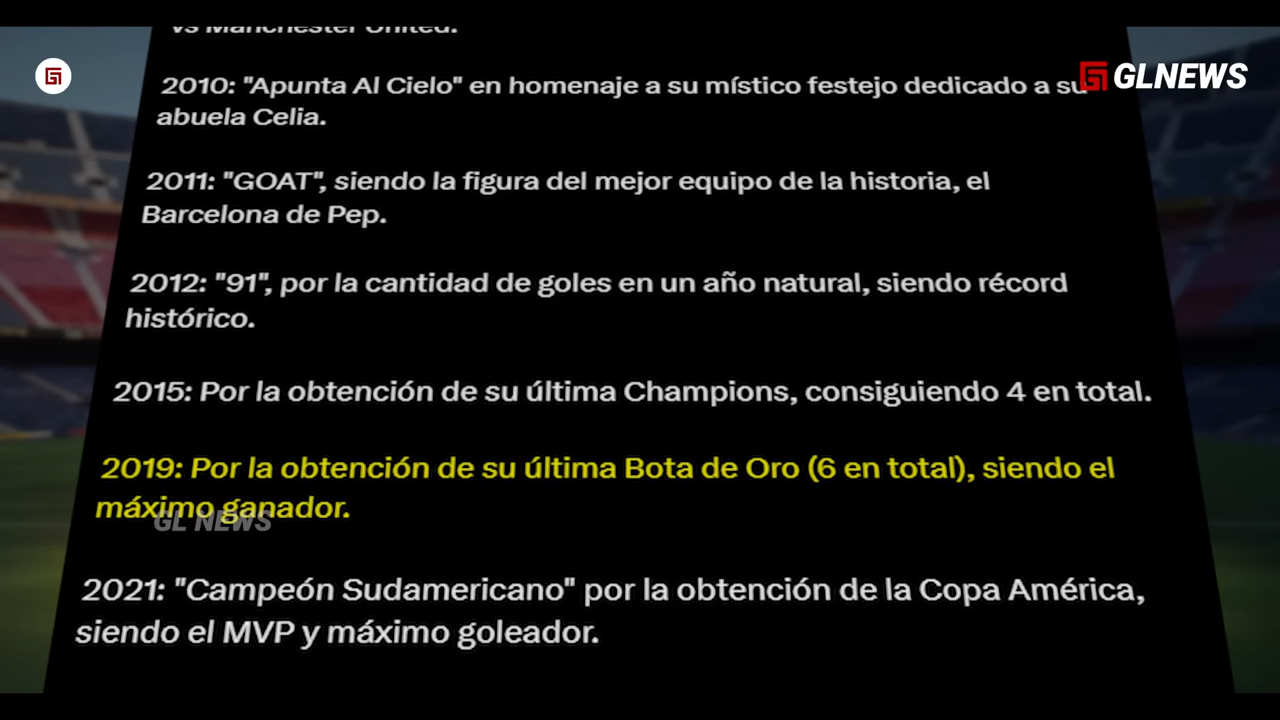 vs Manchester United.
GLNEWS
2010: "Apunta Al Cielo" en homenaje a su místico festejo dedicado a su
abuela Celia.
2011: "GOAT", siendo la figura del mejor equipo de la historia, el
Barcelona de Pep.
2012: "91", por la cantidad de goles en un año natural, siendo récord
histórico.
2015: Por la obtención de su última Champions, consiguiendo 4 en total.
2019: Por la obtención de su última Bota de Oro (6 en total), siendo el
máximo ganador.
GL NEWS
2021: "Campeón Sudamericano" por la obtención de la Copa América,
siendo el MVP y máximo goleador.